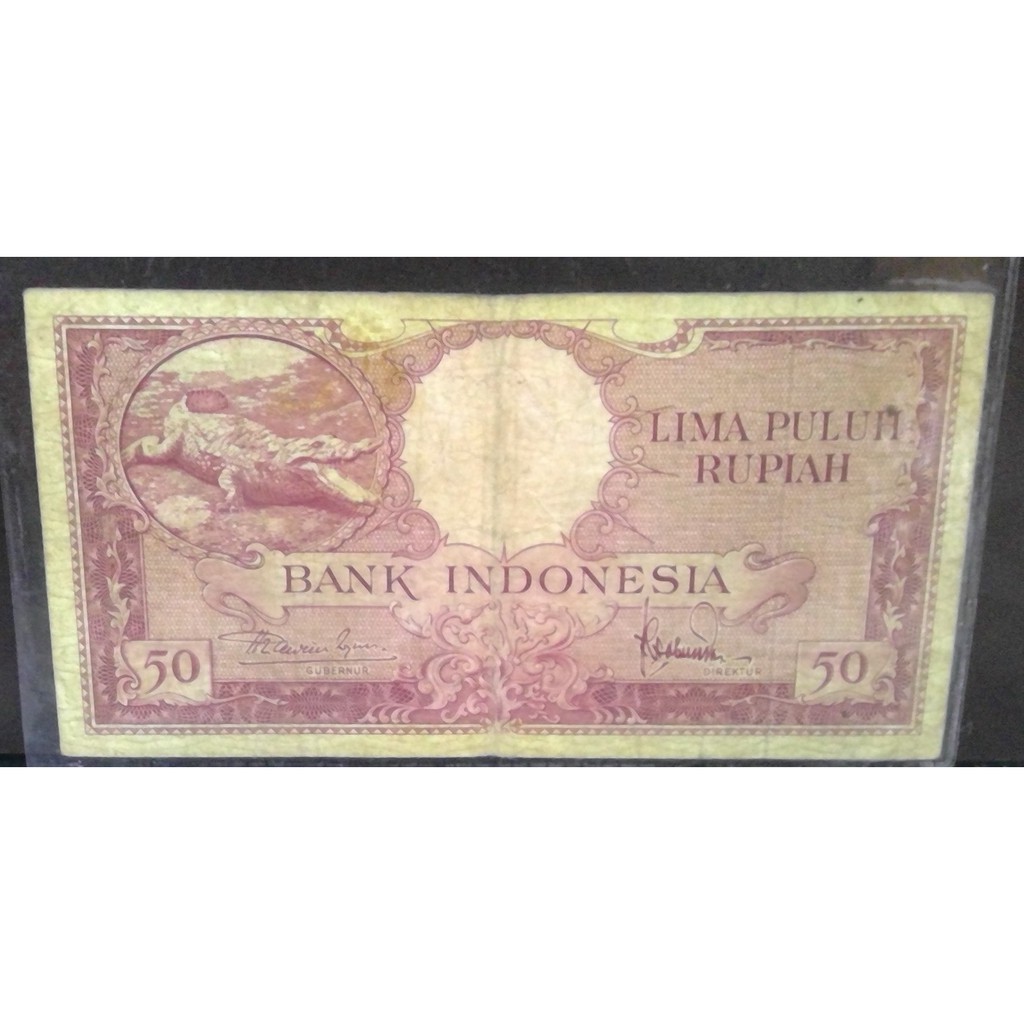 LIMA PULUH
RUPIAH
BANK INDONESIA
GUBERNUR
DIREKTUR
50
50